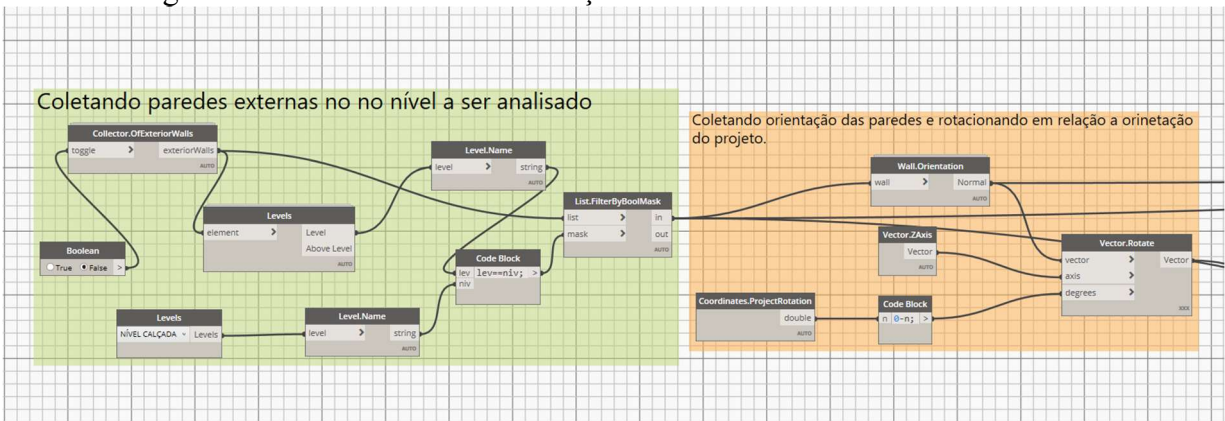 Coletando paredes externas no no nível a ser analisado
Collector.OfExteriorWalls
toggle > exteriorWalls
AUTO
Boolean
True False >
Levels
element > Level
Above Level
AUTO
Levels
NÍVEL CALÇADA Levels
AUTO
Level.Name
level > string
AUTO
Level.Name
level > string
AUTO
Code Block
lev lev==niv; >
niv
AUTO
List.FilterByBoolMask
list > in
mask > out
AUTO
Coletando orientação das paredes e rotacionando em relação a orinetação
do projeto.
Wall.Orientation
wall > Normal
AUTO
Vector.ZAxis
Vector
AUTO
Coordinates.ProjectRotation
double
AUTO
Code Block
n 0-n; >
AUTO
Vector.Rotate
vector > Vector
axis >
degrees >
XXX